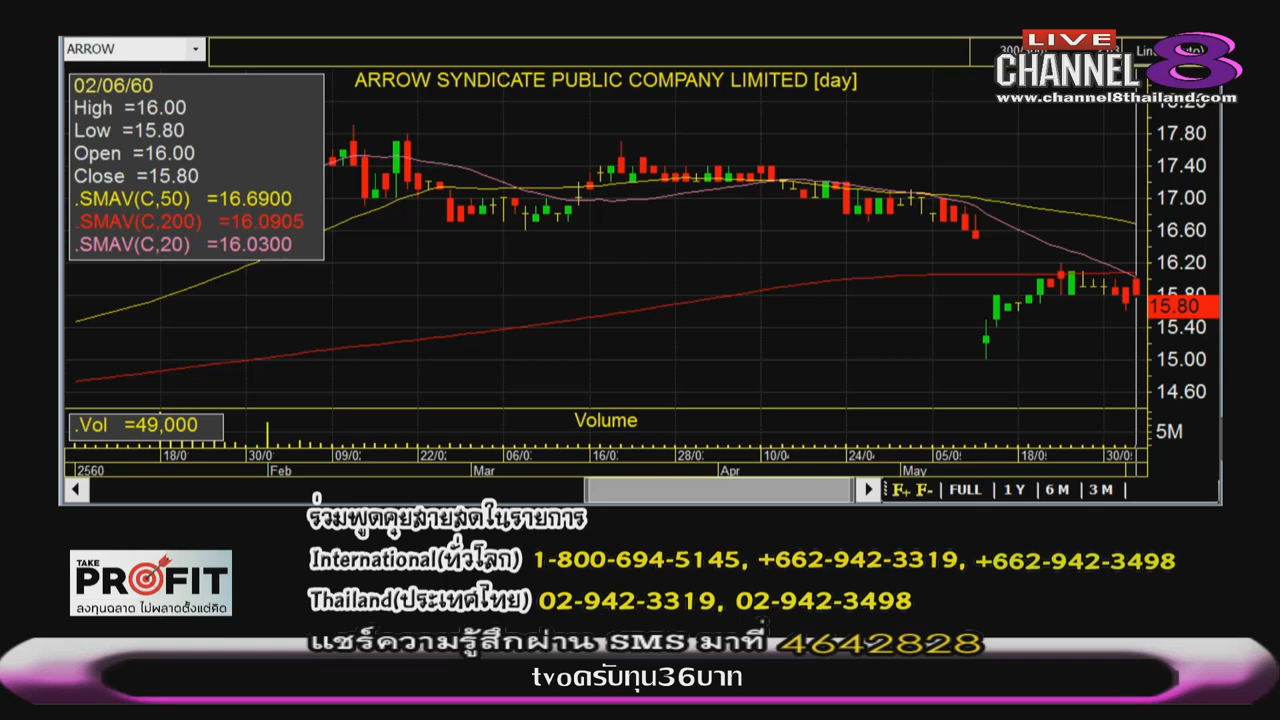 ARROW
LIVE
CHANNEL 8
www.channel8thailand.com
ARROW SYNDICATE PUBLIC COMPANY LIMITED [day]
02/06/60
High =16.00
Low =15.80
Open =16.00
Close =15.80
.SMAV(C,50) =16.6900
.SMAV(C,200) =16.0905
.SMAV(C,20) =16.0300
17.80
17.40
17.00
16.60
16.20
15.80
15.80
15.40
15.00
14.60
.Vol =49,000
Volume
5M
18/0 30/0 09/0 22/0 06/0 16/0 28/0 10/0 24/0 05/0 18/0 30/0
2560 Feb Mar Apr May
F+ F- FULL 1 Y 6 M 3 M
ร่วมพูดคุยสายสดในรายการ
International(ทั่วโลก) 1-800-694-5145, +662-942-3319, +662-942-3498
Thailand(ประเทศไทย) 02-942-3319, 02-942-3498
แชร์ความรู้สึกผ่าน SMS มาที่ 4642828
TAKE
PROFIT
ลงทุนฉลาด ไม่พลาดตั้งแต่คิด
tvoครับทุน36บาท